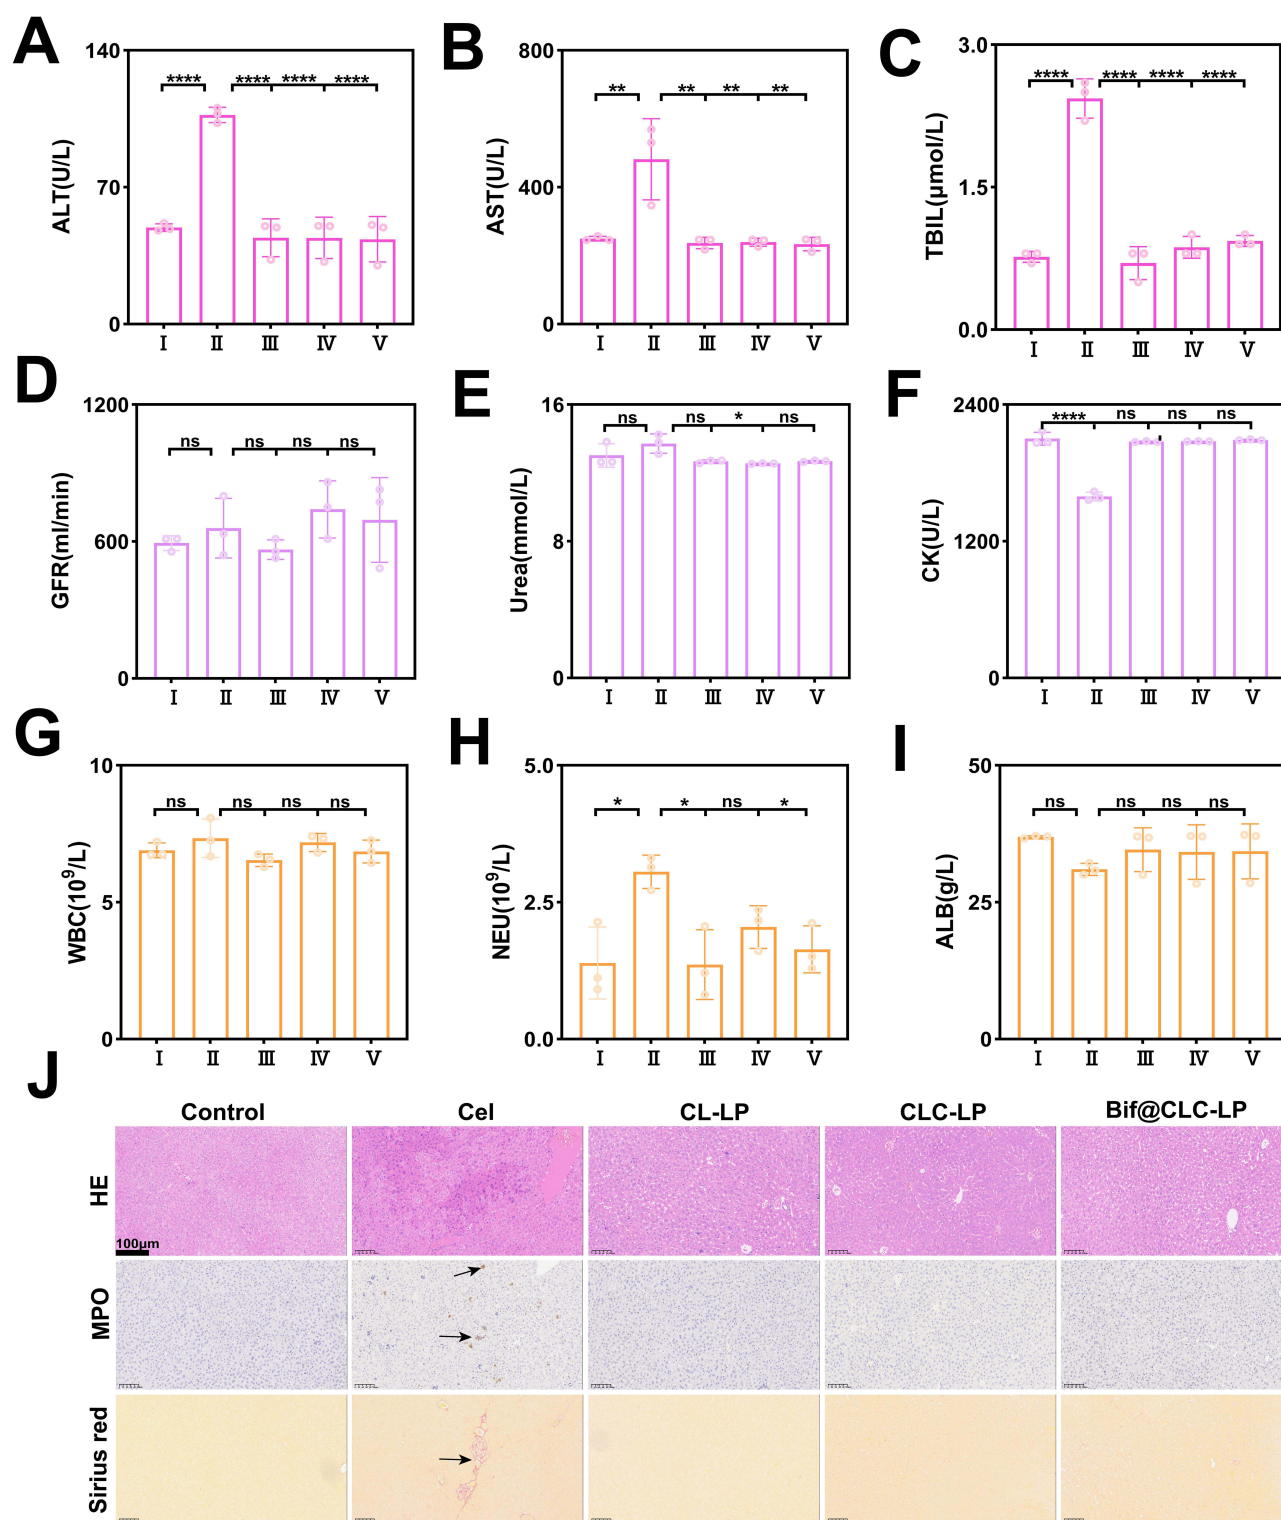 A
ALT(U/L)
140
70
0
**** **** **** ****
I II III IV V
B
AST(U/L)
800
400
0
** ** ** **
I II III IV V
C
TBIL(μmol/L)
3.0
1.5
0.0
**** **** **** ****
I II III IV V
D
GFR(ml/min)
1200
600
0
ns ns ns ns
I II III IV V
E
Urea(mmol/L)
16
8
0
ns ns * ns
I II III IV V
F
CK(U/L)
2400
1200
0
**** ns ns ns
I II III IV V
G
WBC(10⁹/L)
10
5
0
ns ns ns ns
I II III IV V
H
NEU(10⁹/L)
5.0
2.5
0.0
* * ns *
I II III IV V
I
ALB(g/L)
50
25
0
ns ns ns ns
I II III IV V
J
Control Cel CL-LP CLC-LP Bif@CLC-LP
HE
100μm
MPO
Sirius red